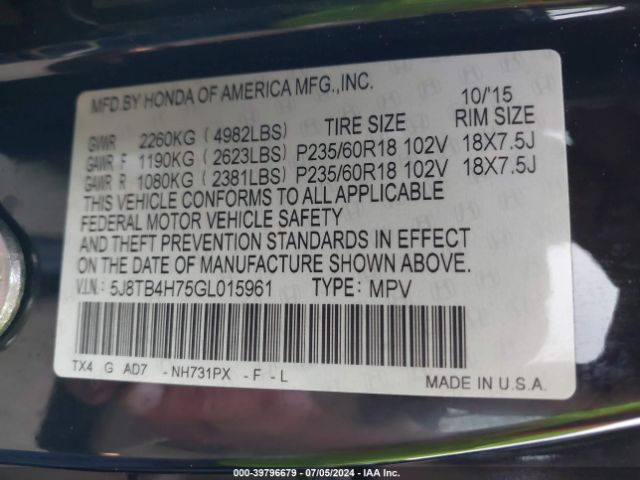 MFD.BY HONDA OF AMERICA MFG.,INC.
10/'15
GVWR 2260KG ( 4982LBS) TIRE SIZE RIM SIZE
GAWR F 1190KG ( 2623LBS) P235/60R18 102V 18X7.5J
GAWR R 1080KG ( 2381LBS) P235/60R18 102V 18X7.5J
THIS VEHICLE CONFORMS TO ALL APPLICABLE
FEDERAL MOTOR VEHICLE SAFETY
AND THEFT PREVENTION STANDARDS IN EFFECT
ON THE DATE OF MANUFACTURE SHOWN ABOVE.
V.I.N.: 5J8TB4H75GL015961 TYPE: MPV
TX4 G AD7 - NH731PX - F - L
MADE IN U.S.A.
000-39796679 - 07/05/2024 - IAA Inc.